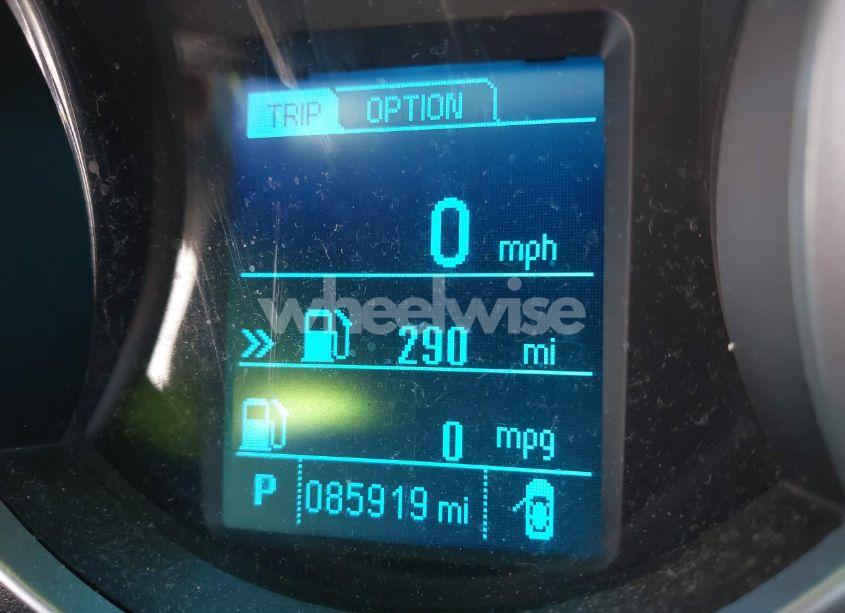 TRIP OPTION
0 mph
wheelwise
290 mi
0 mpg
P 085919 mi